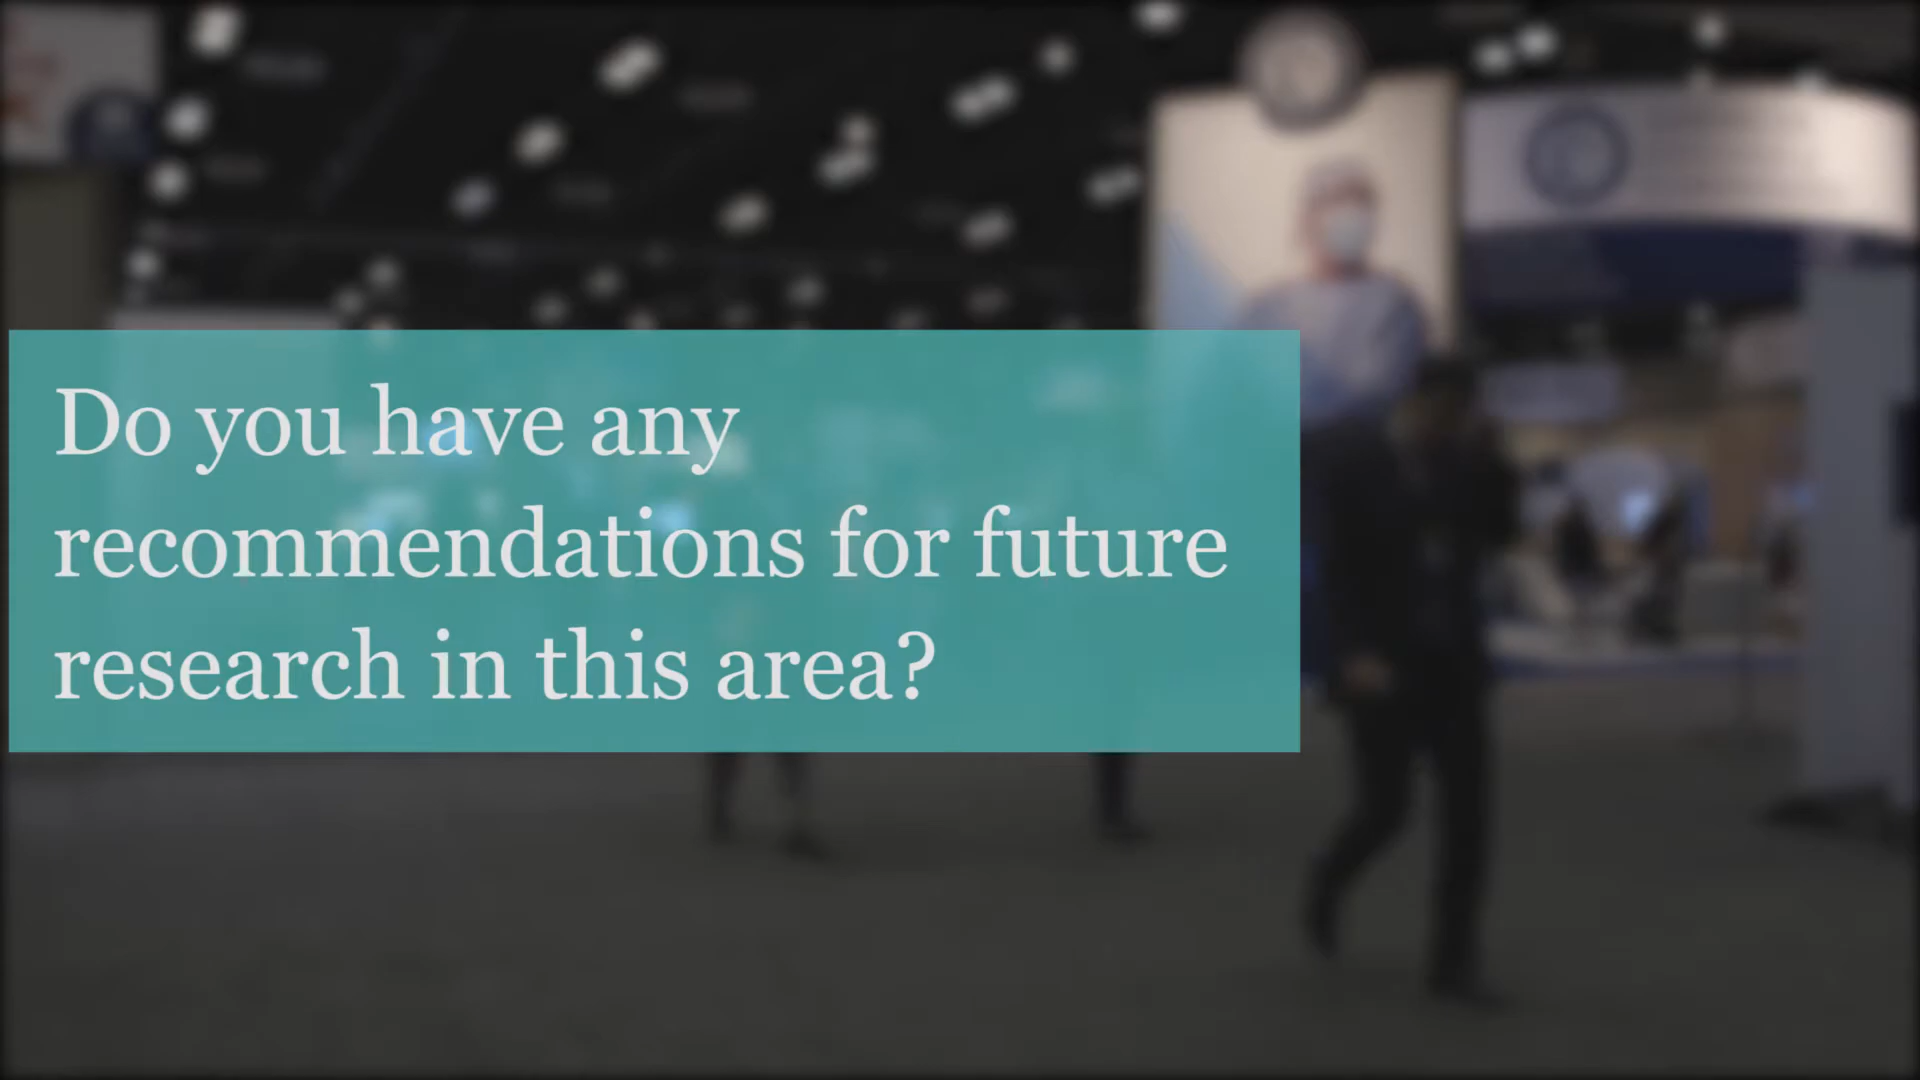 Do you have any
recommendations for future
research in this area?